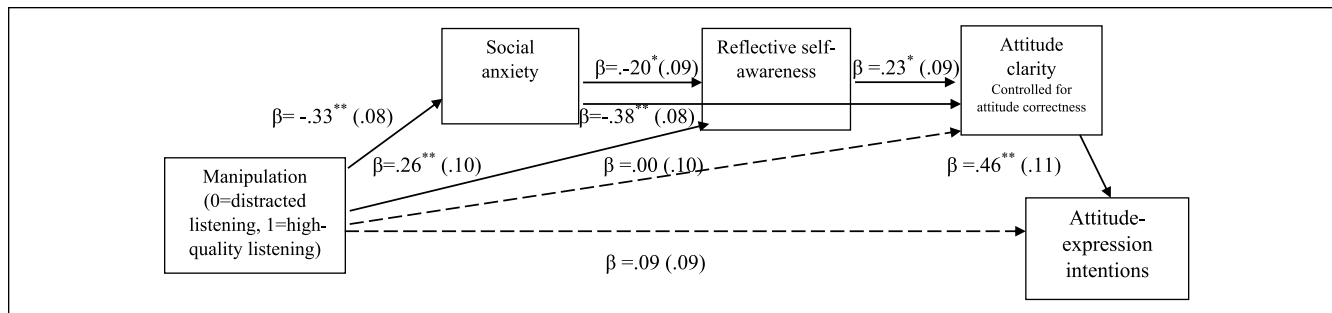 Social
anxiety
β=.-20* (.09)
Reflective self-
awareness
β =.23* (.09)
Attitude
clarity
Controlled for
attitude correctness
β= -.33** (.08)
β=-.38** (.08)
β=.26** (.10)
β =.00 (.10)
β =.46** (.11)
Manipulation
(0=distracted
listening, 1=high-
quality listening)
Attitude-
expression
intentions
β =.09 (.09)